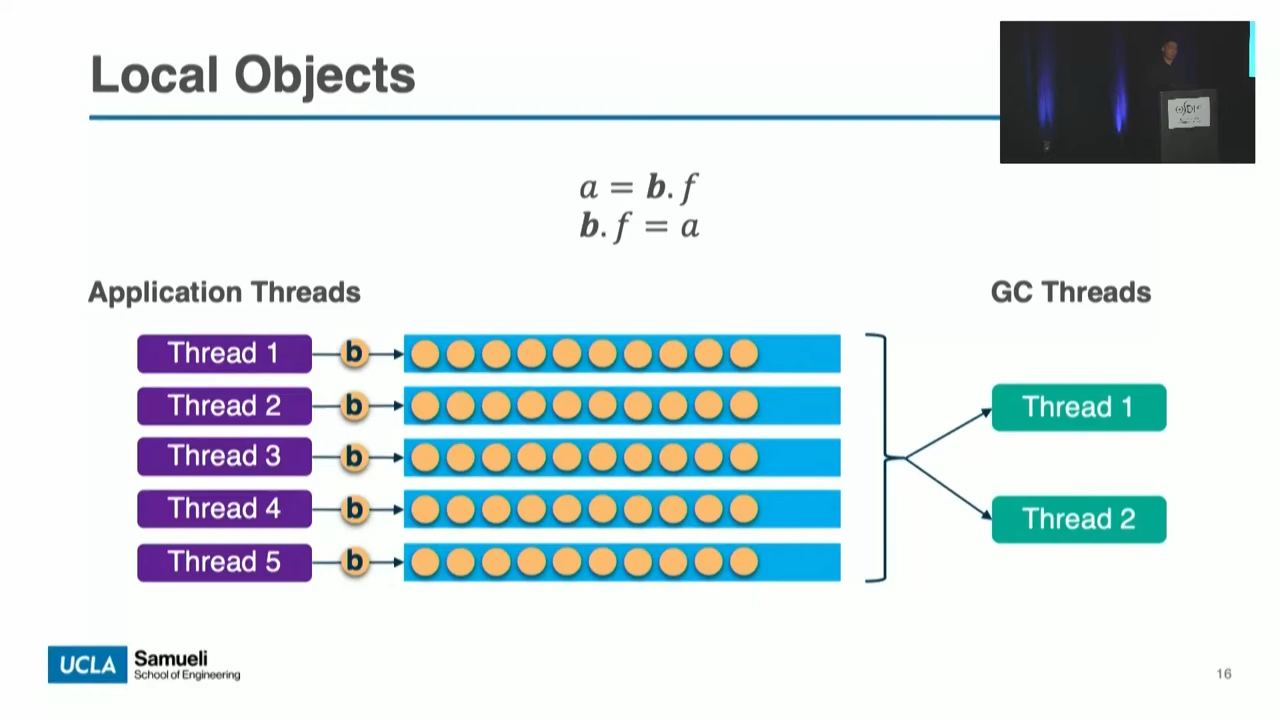 Local Objects
a = b.f
b.f = a
Application Threads
GC Threads
Thread 1
b
Thread 2
b
Thread 3
b
Thread 4
b
Thread 5
b
Thread 1
Thread 2
UCLA
Samueli
School of Engineering
16